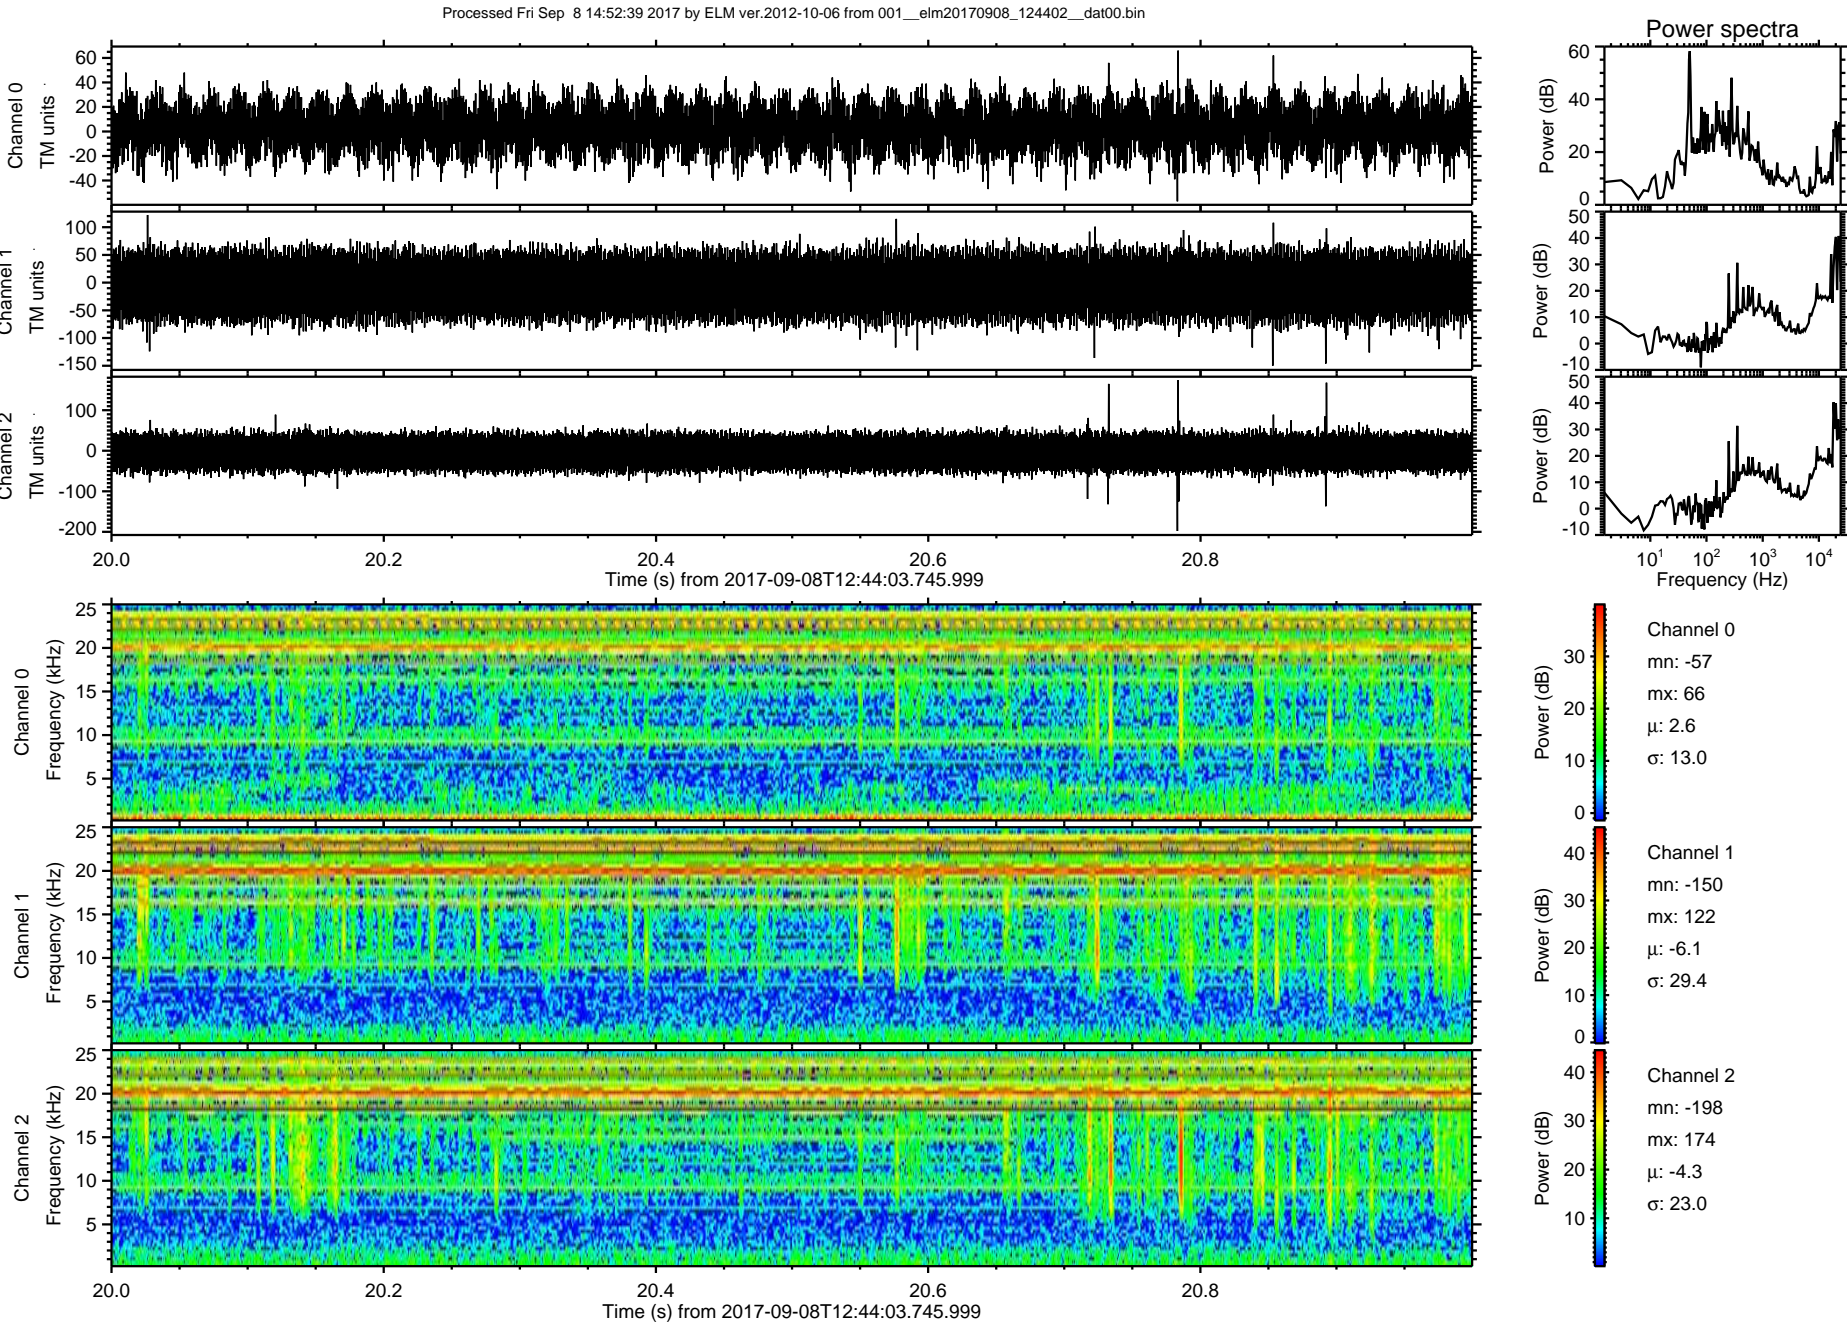 Processed Fri Sep 8 14:52:39 2017 by ELM ver.2012-10-06 from 001__elm20170908_124402__dat00.bin
Power spectra
Channel 0
TM units
60
40
20
0
-20
-40
Power (dB)
60
40
20
0
Channel 1
TM units
100
50
0
-50
-100
-150
Power (dB)
50
40
30
20
10
0
-10
Channel 2
TM units
100
0
-100
-200
Power (dB)
50
40
30
20
10
0
-10
20.0 20.2 20.4 20.6 20.8
Time (s) from 2017-09-08T12:44:03.745.999
10^1 10^2 10^3 10^4
Frequency (Hz)
Channel 0
Frequency (kHz)
25
20
15
10
5
Power (dB)
30
20
10
0
Channel 0
mn: -57
mx: 66
μ: 2.6
σ: 13.0
Channel 1
Frequency (kHz)
25
20
15
10
5
Power (dB)
40
30
20
10
0
Channel 1
mn: -150
mx: 122
μ: -6.1
σ: 29.4
Channel 2
Frequency (kHz)
25
20
15
10
5
Power (dB)
40
30
20
10
Channel 2
mn: -198
mx: 174
μ: -4.3
σ: 23.0
20.0 20.2 20.4 20.6 20.8
Time (s) from 2017-09-08T12:44:03.745.999